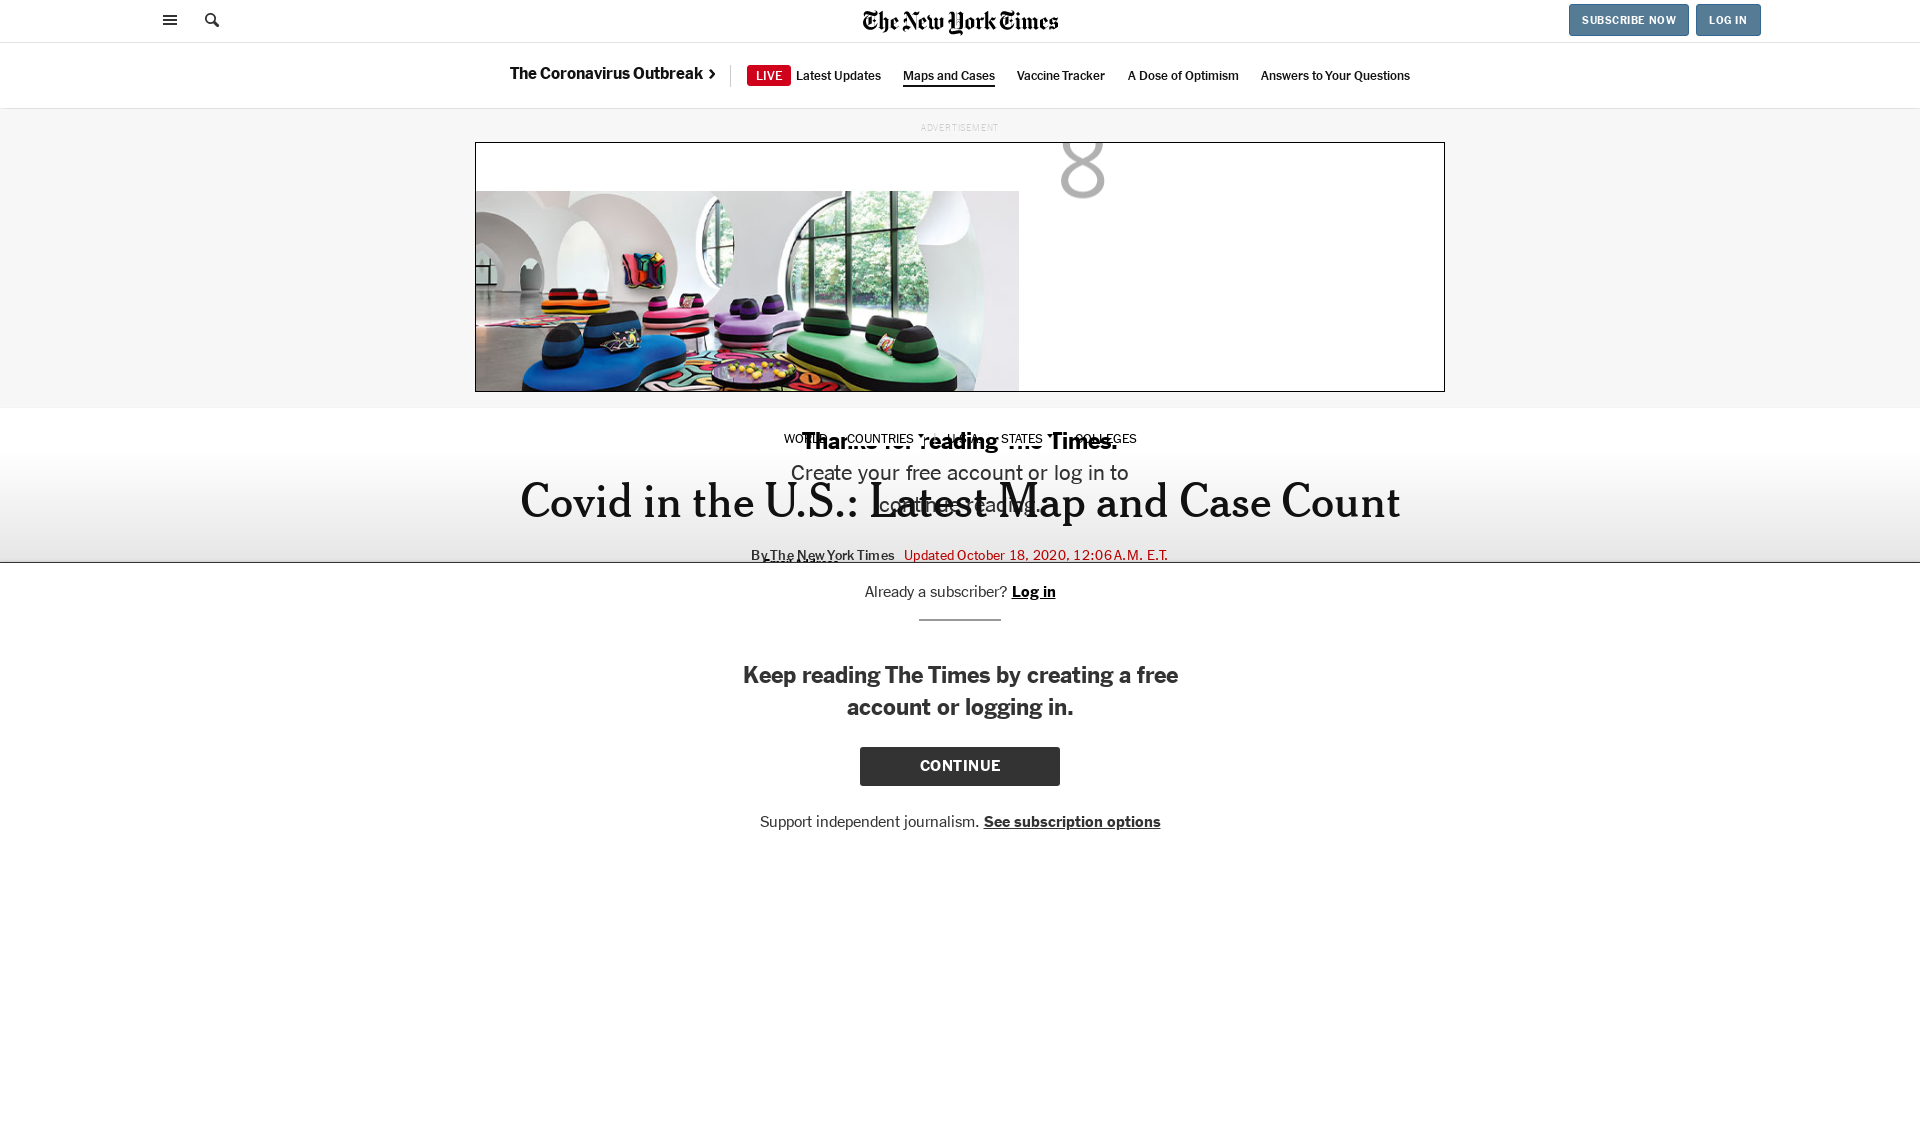 The New York Times
SUBSCRIBE NOW
LOG IN
The Coronavirus Outbreak
LIVE Latest Updates
Maps and Cases
Vaccine Tracker
A Dose of Optimism
Answers to Your Questions
ADVERTISEMENT
8
WORLD
COUNTRIES
U.S.A.
STATES
COLLEGES
Thanks for reading The Times.
Create your free account or log in to
continue reading.
Covid in the U.S.: Latest Map and Case Count
By The New York Times Updated October 18, 2020, 12:06 A.M. E.T.
Email Address
Already a subscriber? Log in
Keep reading The Times by creating a free
account or logging in.
CONTINUE
Support independent journalism. See subscription options